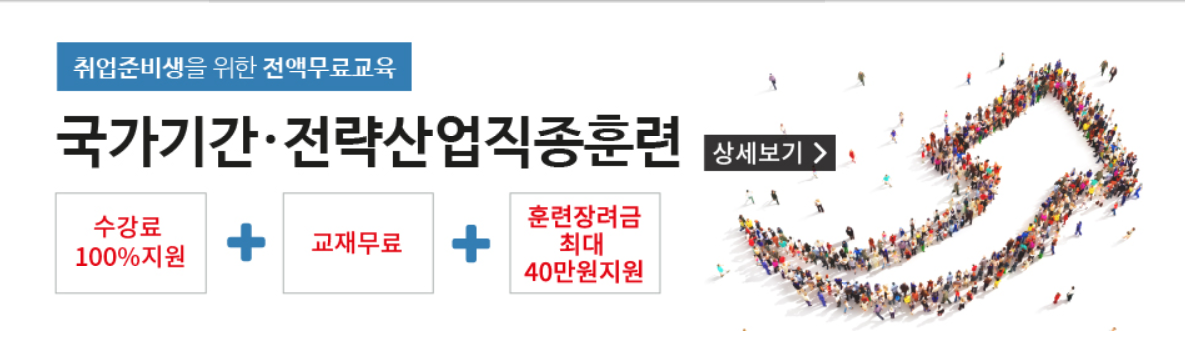 취업준비생을 위한 전액무료교육
국가기간·전략산업직종훈련
상세보기 >
수강료
100%지원
+
교재무료
+
훈련장려금
최대
40만원지원